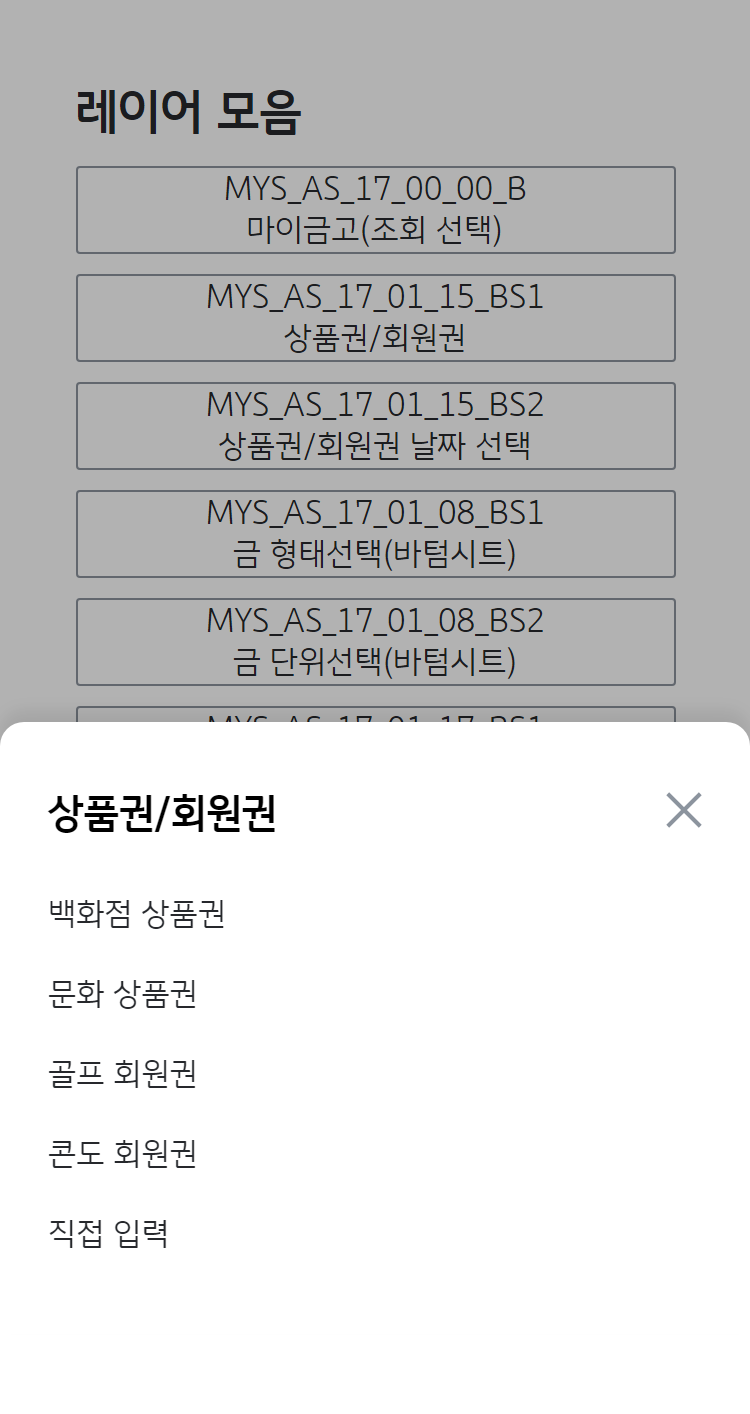 레이어 모음
MYS_AS_17_00_00_B
마이금고(조회 선택)
MYS_AS_17_01_15_BS1
상품권/회원권
MYS_AS_17_01_15_BS2
상품권/회원권 날짜 선택
MYS_AS_17_01_08_BS1
금 형태선택(바텀시트)
MYS_AS_17_01_08_BS2
금 단위선택(바텀시트)
MYS_AS_17_01_17_BS1
상품권/회원권
백화점 상품권
문화 상품권
골프 회원권
콘도 회원권
직접 입력